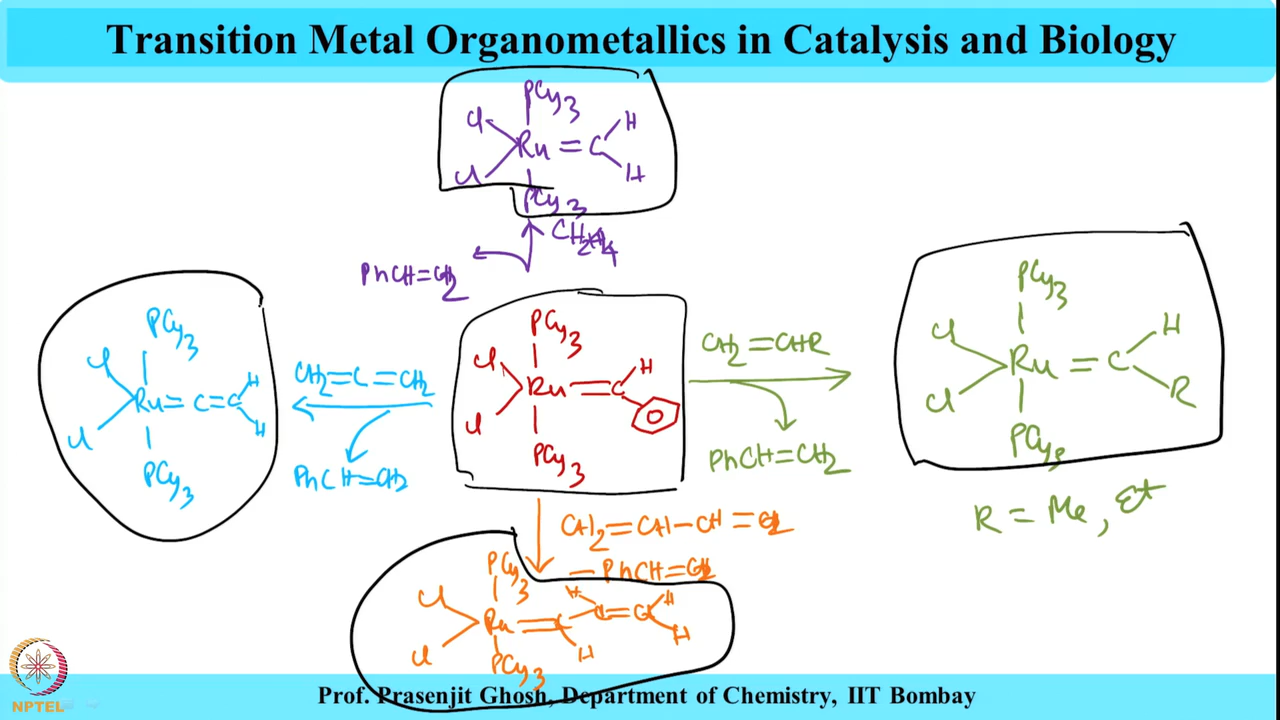 Transition Metal Organometallics in Catalysis and Biology
PCy3
Cl
Ru = C
H
Cl
H
PCy3
PhCH=CH2
PCy3
Cl
Ru = C = C
H
H
Cl
PCy3
CH2=C=CH2
PhCH=CH2
PCy3
Cl
Ru = C
H
Cl
PCy3
CH2=CHR
PhCH=CH2
PCy3
Cl
Ru = C
H
Cl
R
PCy3
R = Me, Et
CH2=CH-CH=CH2
- PhCH=CH2
PCy3
Cl
Ru = C
H
C=C
H
H
Cl
H
PCy3
NPTEL
Prof. Prasenjit Ghosh, Department of Chemistry, IIT Bombay